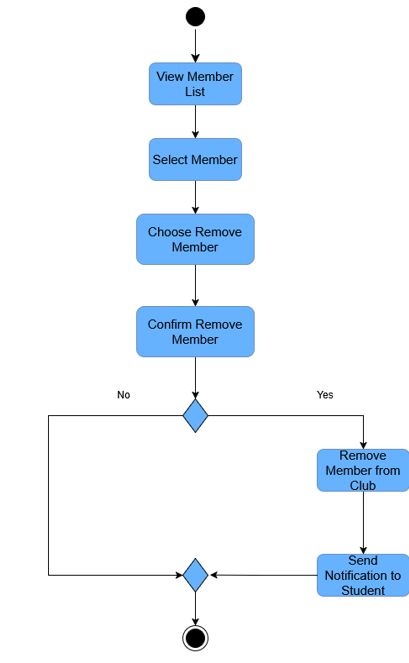 View Member
List
Select Member
Choose Remove
Member
Confirm Remove
Member
No
Yes
Remove
Member from
Club
Send
Notification to
Student